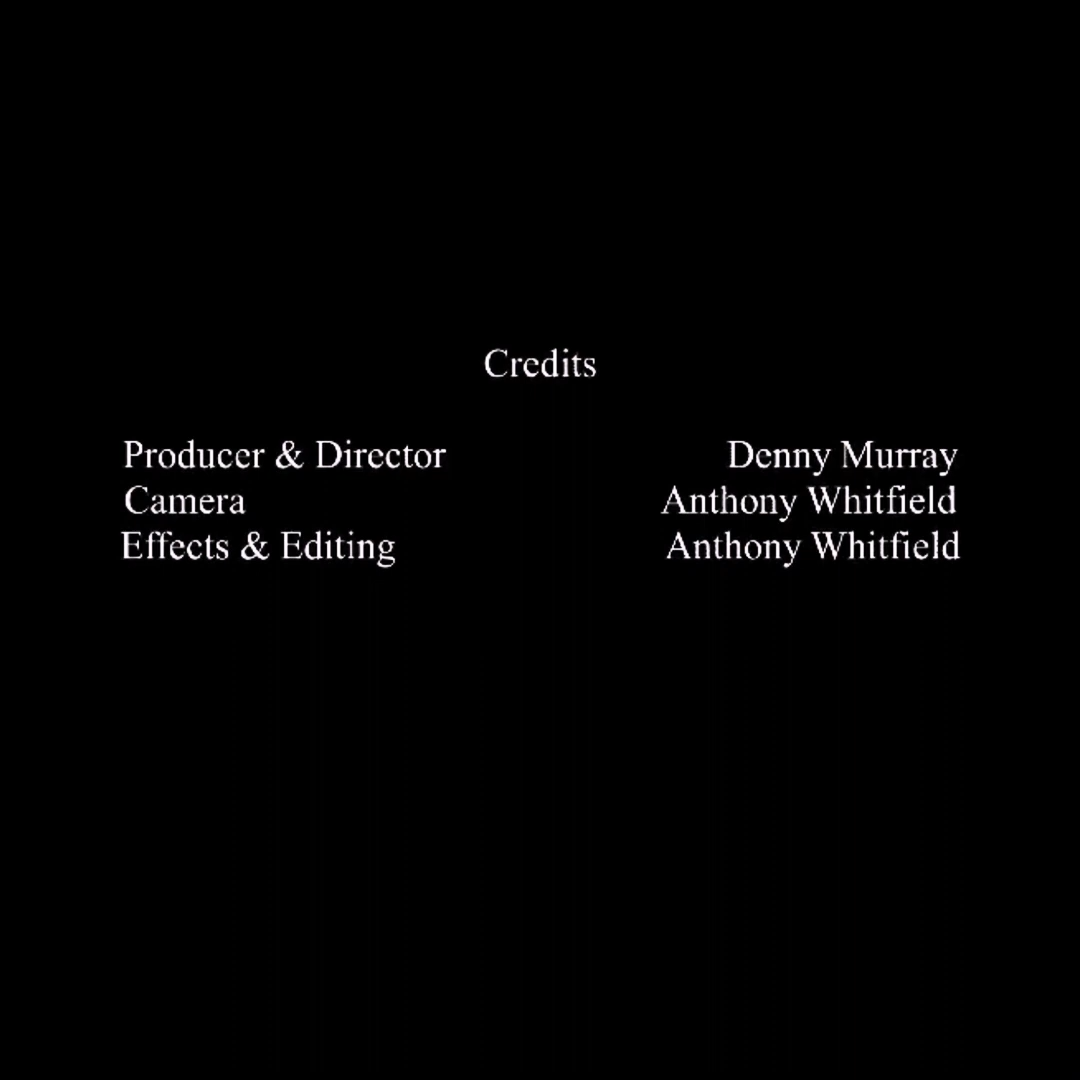 Credits
Producer & Director Denny Murray
Camera Anthony Whitfield
Effects & Editing Anthony Whitfield